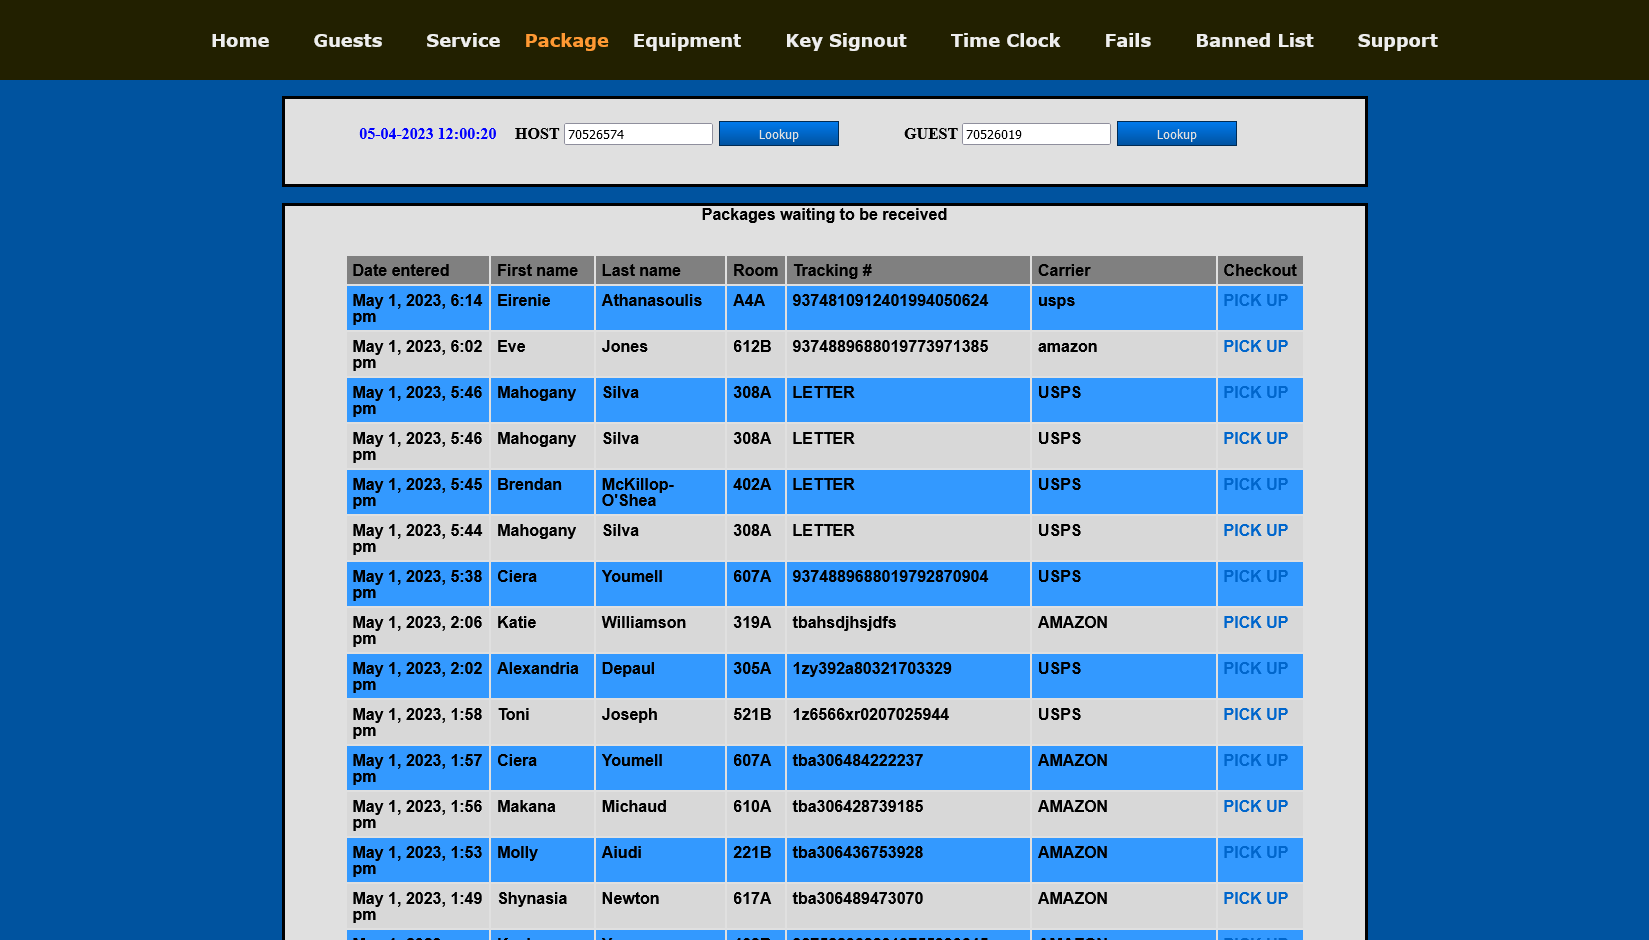 Home Guests Service Package Equipment Key Signout Time Clock Fails Banned List Support
05-04-2023 12:00:20 HOST 70526574 Lookup GUEST 70526019 Lookup
Packages waiting to be received
Date entered First name Last name Room Tracking # Carrier Checkout
May 1, 2023, 6:14 pm Eirenie Athanasoulis A4A 9374810912401994050624 usps PICK UP
May 1, 2023, 6:02 pm Eve Jones 612B 9374889688019773971385 amazon PICK UP
May 1, 2023, 5:46 pm Mahogany Silva 308A LETTER USPS PICK UP
May 1, 2023, 5:46 pm Mahogany Silva 308A LETTER USPS PICK UP
May 1, 2023, 5:45 pm Brendan McKillop-O'Shea 402A LETTER USPS PICK UP
May 1, 2023, 5:44 pm Mahogany Silva 308A LETTER USPS PICK UP
May 1, 2023, 5:38 pm Ciera Youmell 607A 9374889688019792870904 USPS PICK UP
May 1, 2023, 2:06 pm Katie Williamson 319A tbahsdjhsjdfs AMAZON PICK UP
May 1, 2023, 2:02 pm Alexandria Depaul 305A 1zy392a80321703329 USPS PICK UP
May 1, 2023, 1:58 pm Toni Joseph 521B 1z6566xr0207025944 USPS PICK UP
May 1, 2023, 1:57 pm Ciera Youmell 607A tba306484222237 AMAZON PICK UP
May 1, 2023, 1:56 pm Makana Michaud 610A tba306428739185 AMAZON PICK UP
May 1, 2023, 1:53 pm Molly Aiudi 221B tba306436753928 AMAZON PICK UP
May 1, 2023, 1:49 pm Shynasia Newton 617A tba306489473070 AMAZON PICK UP